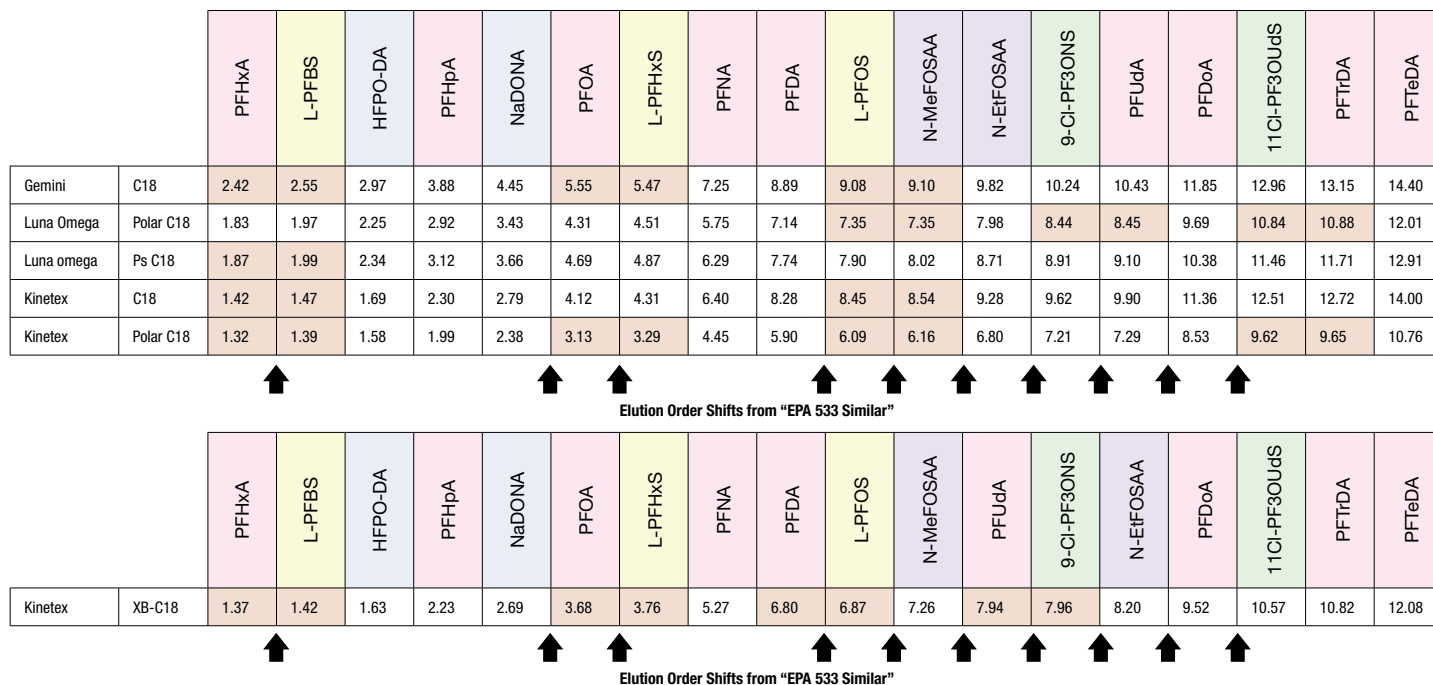 PFHxA L-PFBS HFPO-DA PFHpA NaDONA PFOA L-PFHxS PFNA PFDA L-PFOS N-MeFOSAA N-EtFOSAA 9-Cl-PF3ONS PFUdA PFDoA 11Cl-PF3OUdS PFTrDA PFTeDA
Gemini C18 2.42 2.55 2.97 3.88 4.45 5.55 5.47 7.25 8.89 9.08 9.10 9.82 10.24 10.43 11.85 12.96 13.15 14.40
Luna Omega Polar C18 1.83 1.97 2.25 2.92 3.43 4.31 4.51 5.75 7.14 7.35 7.35 7.98 8.44 8.45 9.69 10.84 10.88 12.01
Luna omega Ps C18 1.87 1.99 2.34 3.12 3.66 4.69 4.87 6.29 7.74 7.90 8.02 8.71 8.91 9.10 10.38 11.46 11.71 12.91
Kinetex C18 1.42 1.47 1.69 2.30 2.79 4.12 4.31 6.40 8.28 8.45 8.54 9.28 9.62 9.90 11.36 12.51 12.72 14.00
Kinetex Polar C18 1.32 1.39 1.58 1.99 2.38 3.13 3.29 4.45 5.90 6.09 6.16 6.80 7.21 7.29 8.53 9.62 9.65 10.76
Elution Order Shifts from “EPA 533 Similar”
PFHxA L-PFBS HFPO-DA PFHpA NaDONA PFOA L-PFHxS PFNA PFDA L-PFOS N-MeFOSAA PFUdA 9-Cl-PF3ONS N-EtFOSAA PFDoA 11Cl-PF3OUdS PFTrDA PFTeDA
Kinetex XB-C18 1.37 1.42 1.63 2.23 2.69 3.68 3.76 5.27 6.80 6.87 7.26 7.94 7.96 8.20 9.52 10.57 10.82 12.08
Elution Order Shifts from “EPA 533 Similar”